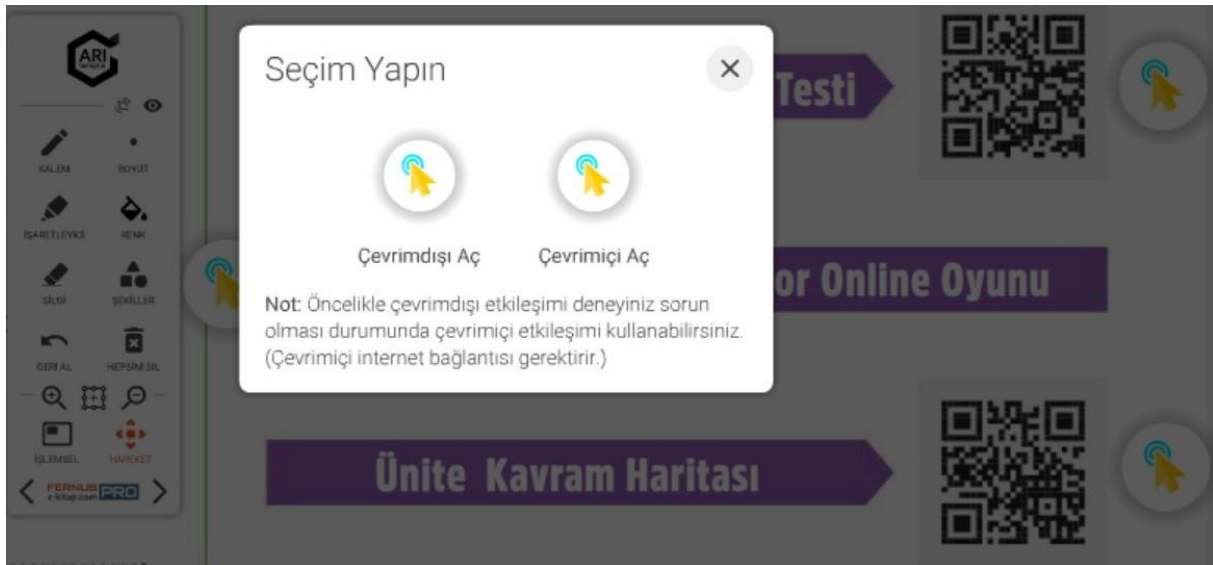 ARI
Seçim Yapın
Testi
KALEM
BOYUT
İŞARETLEYİCİ
RENK
Çevrimdışı Aç
Çevrimiçi Aç
or Online Oyunu
SİLGİ
ŞEKİLLER
Not: Öncelikle çevrimdışı etkileşimi deneyiniz sorun
olması durumunda çevrimiçi etkileşimi kullanabilirsiniz.
(Çevrimiçi internet bağlantısı gerektirir.)
GERİ AL
HEPSİNİ SİL
İŞLEMSEL
HAREKET
Ünite Kavram Haritası
FERNUS
z-kitap.com
PRO